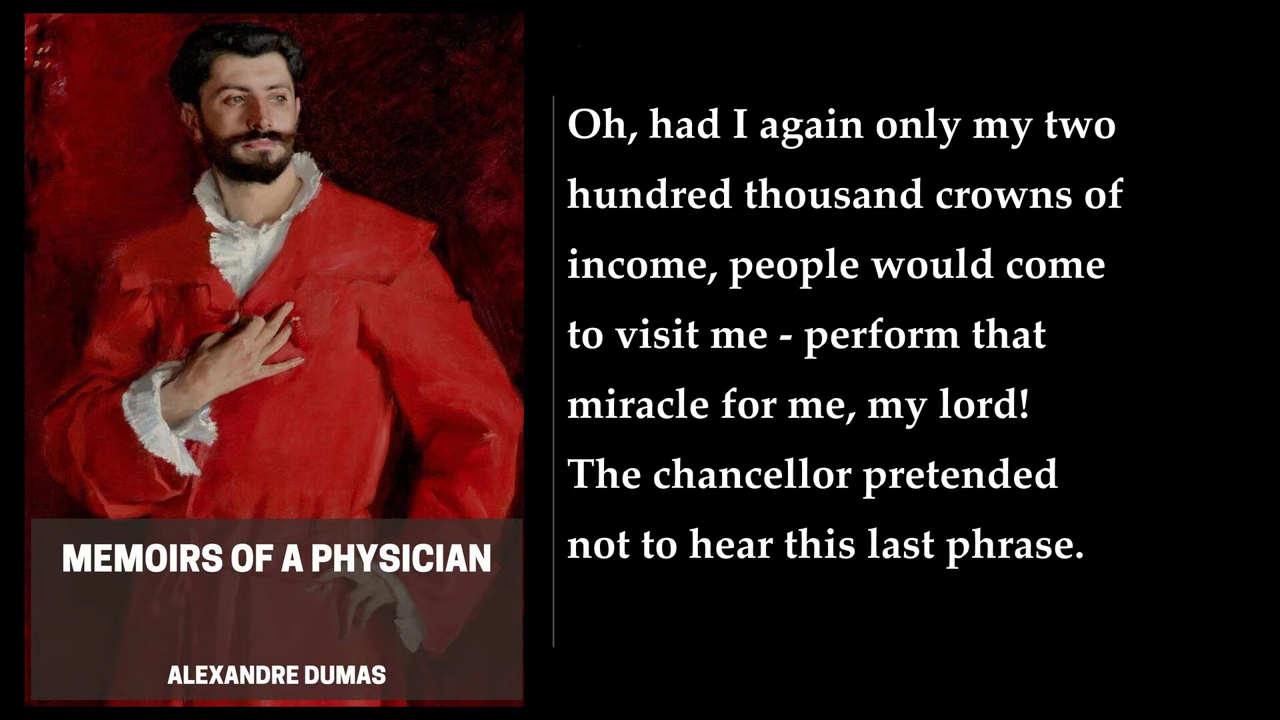 MEMOIRS OF A PHYSICIAN
ALEXANDRE DUMAS
Oh, had I again only my two
hundred thousand crowns of
income, people would come
to visit me - perform that
miracle for me, my lord!
The chancellor pretended
not to hear this last phrase.